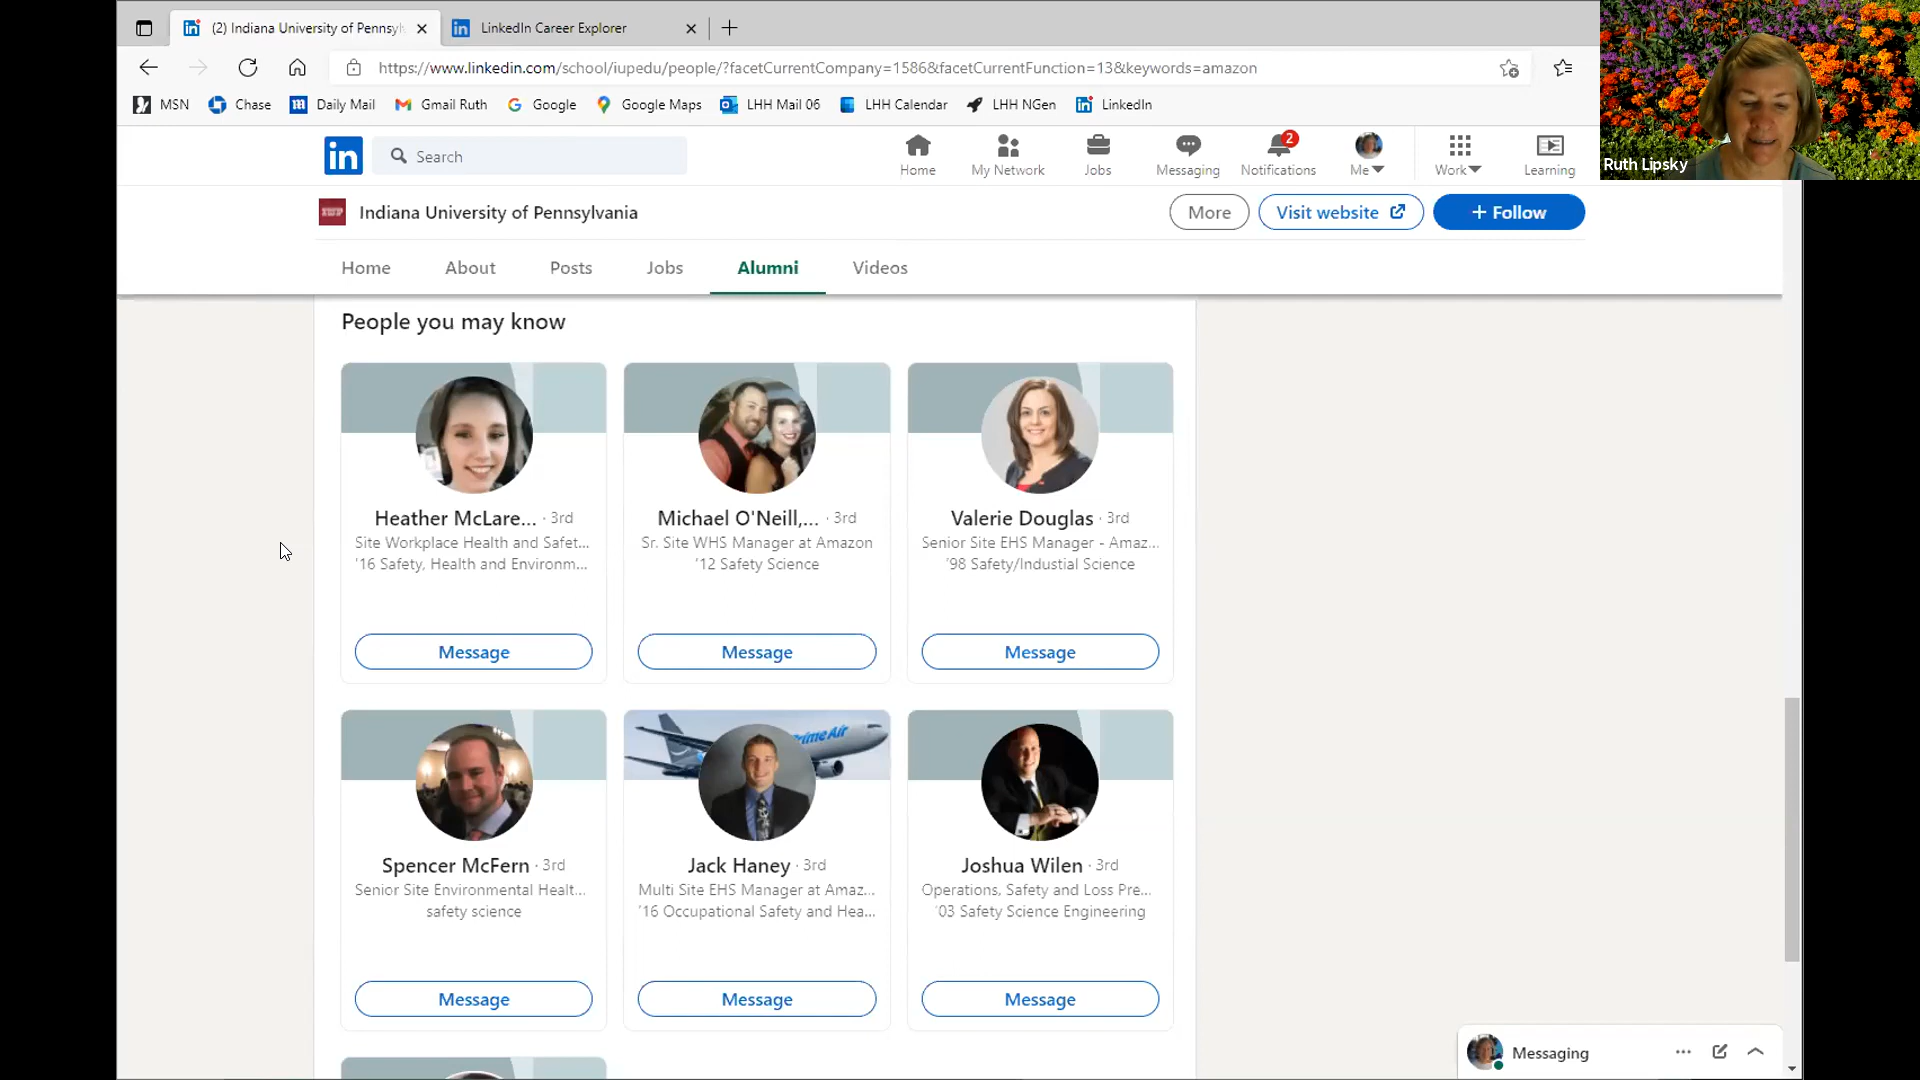 (2) Indiana University of Pennsyl
LinkedIn Career Explorer
https://www.linkedin.com/school/iupedu/people/?facetCurrentCompany=1586&facetCurrentFunction=13&keywords=amazon
MSN
Chase
Daily Mail
Gmail Ruth
Google
Google Maps
LHH Mail 06
LHH Calendar
LHH NGen
LinkedIn
Ruth Lipsky
in
Search
Home
My Network
Jobs
Messaging
2
Notifications
Me
Work
Learning
Indiana University of Pennsylvania
More
Visit website
+ Follow
Home
About
Posts
Jobs
Alumni
Videos
People you may know
Heather McLare... · 3rd
Site Workplace Health and Safet...
'16 Safety, Health and Environm...
Message
Michael O'Neill,... · 3rd
Sr. Site WHS Manager at Amazon
'12 Safety Science
Message
Valerie Douglas · 3rd
Senior Site EHS Manager - Amaz...
'98 Safety/Industial Science
Message
Spencer McFern · 3rd
Senior Site Environmental Healt...
safety science
Message
Prime Air
Jack Haney · 3rd
Multi Site EHS Manager at Amaz...
'16 Occupational Safety and Hea...
Message
Joshua Wilen · 3rd
Operations, Safety and Loss Pre...
'03 Safety Science Engineering
Message
Messaging